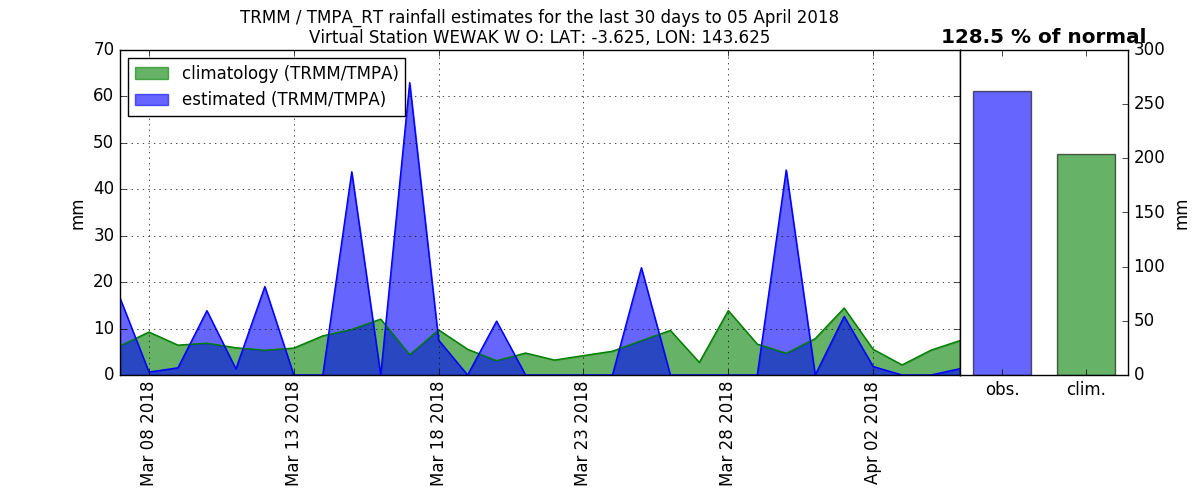 TRMM / TMPA_RT rainfall estimates for the last 30 days to 05 April 2018
Virtual Station WEWAK W O: LAT: -3.625, LON: 143.625
128.5 % of normal
climatology (TRMM/TMPA)
estimated (TRMM/TMPA)
70
60
50
40
30
20
10
0
mm
Mar 08 2018
Mar 13 2018
Mar 18 2018
Mar 23 2018
Mar 28 2018
Apr 02 2018
obs.
clim.
300
250
200
150
100
50
0
mm